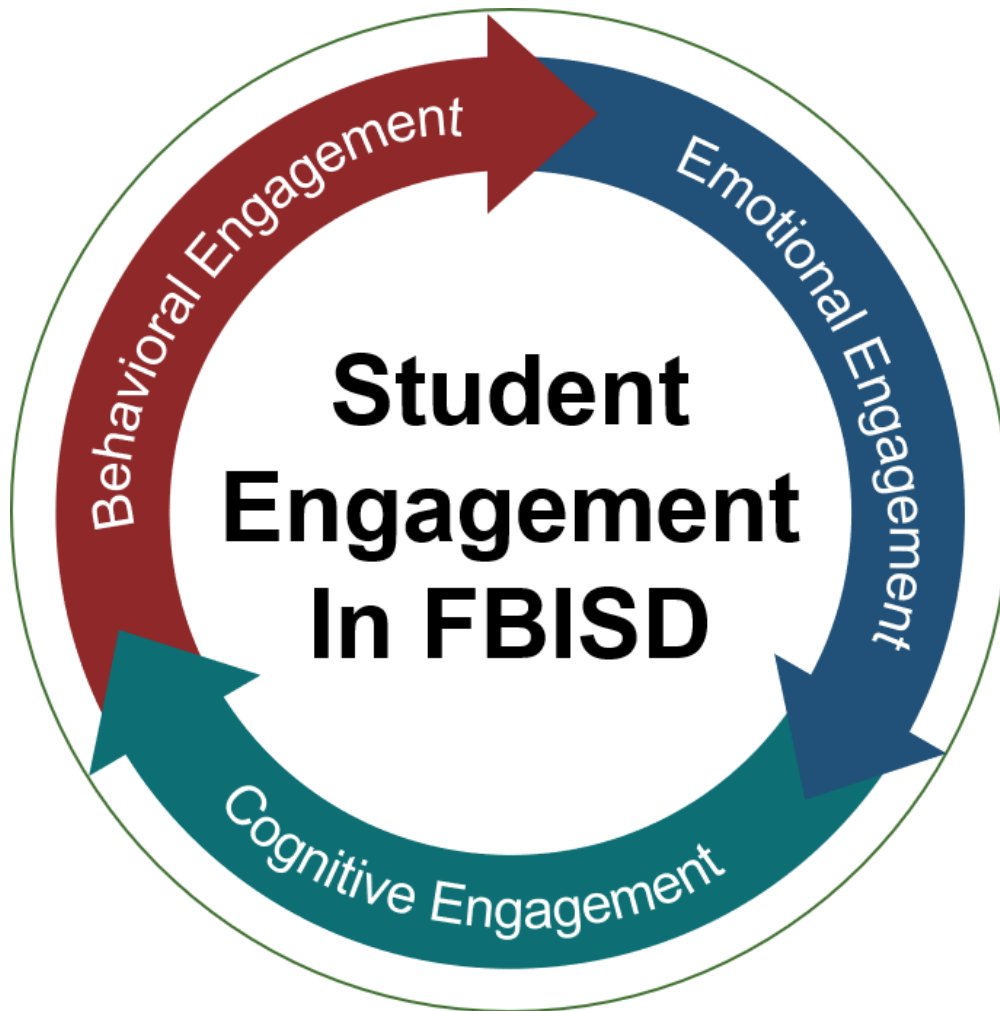 Behavioral Engagement
Emotional Engagement
Student
Engagement
In FBISD
Cognitive Engagement